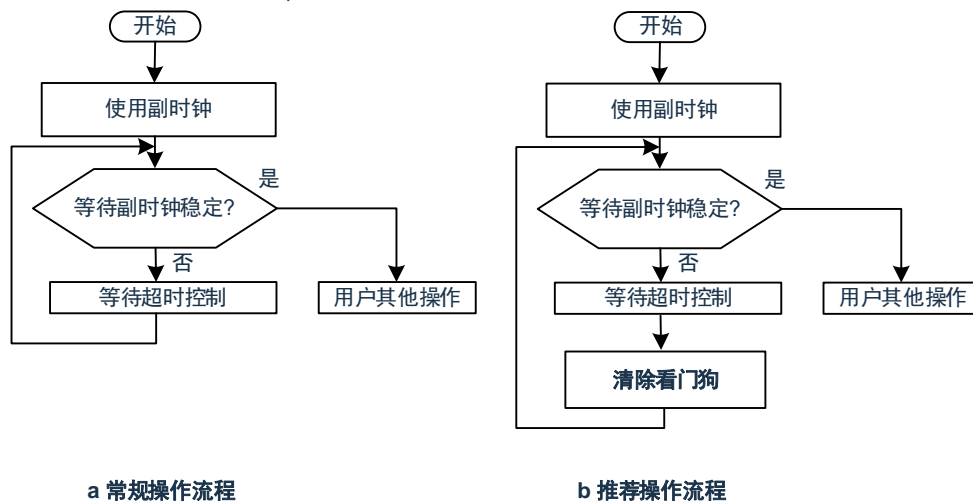 开始
使用副时钟
等待副时钟稳定?
是
否
等待超时控制
用户其他操作
a 常规操作流程
开始
使用副时钟
等待副时钟稳定?
是
否
等待超时控制
用户其他操作
清除看门狗
b 推荐操作流程